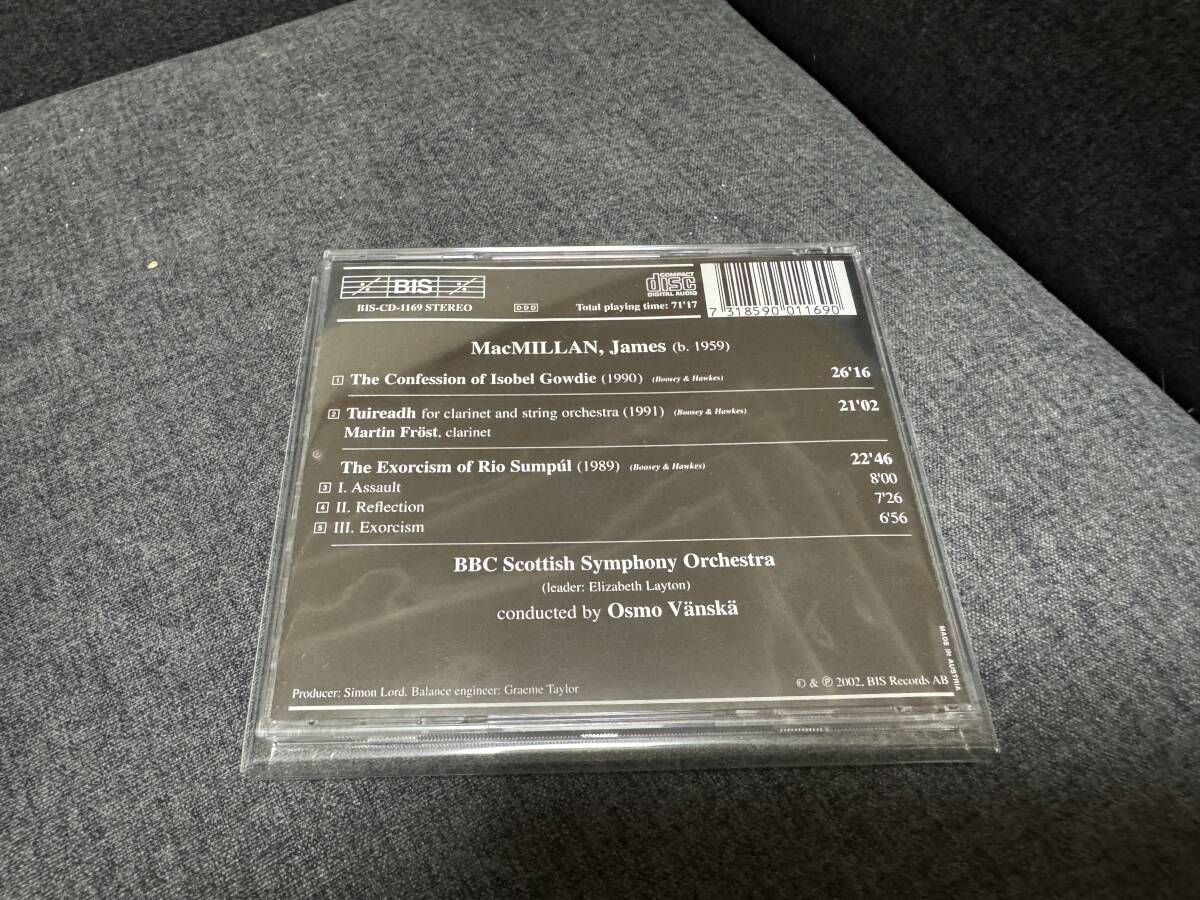 BIS
BIS-CD-1169 STEREO
DDD
COMPACT
disc
DIGITAL AUDIO
Total playing time: 71'17
7 318590 011690
MacMILLAN, James (b. 1959)
1 The Confession of Isobel Gowdie (1990) (Boosey & Hawkes) 26'16
2 Tuireadh for clarinet and string orchestra (1991) (Boosey & Hawkes) 21'02
Martin Fröst, clarinet
The Exorcism of Rio Sumpúl (1989) (Boosey & Hawkes) 22'46
3 I. Assault 8'00
4 II. Reflection 7'26
5 III. Exorcism 6'56
BBC Scottish Symphony Orchestra
(leader: Elizabeth Layton)
conducted by Osmo Vänskä
Producer: Simon Lord. Balance engineer: Graeme Taylor
© & ℗ 2002, BIS Records AB
MADE IN AUSTRIA